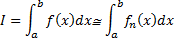 I = ∫_a^b f(x)dx ≅ ∫_a^b f_n(x)dx